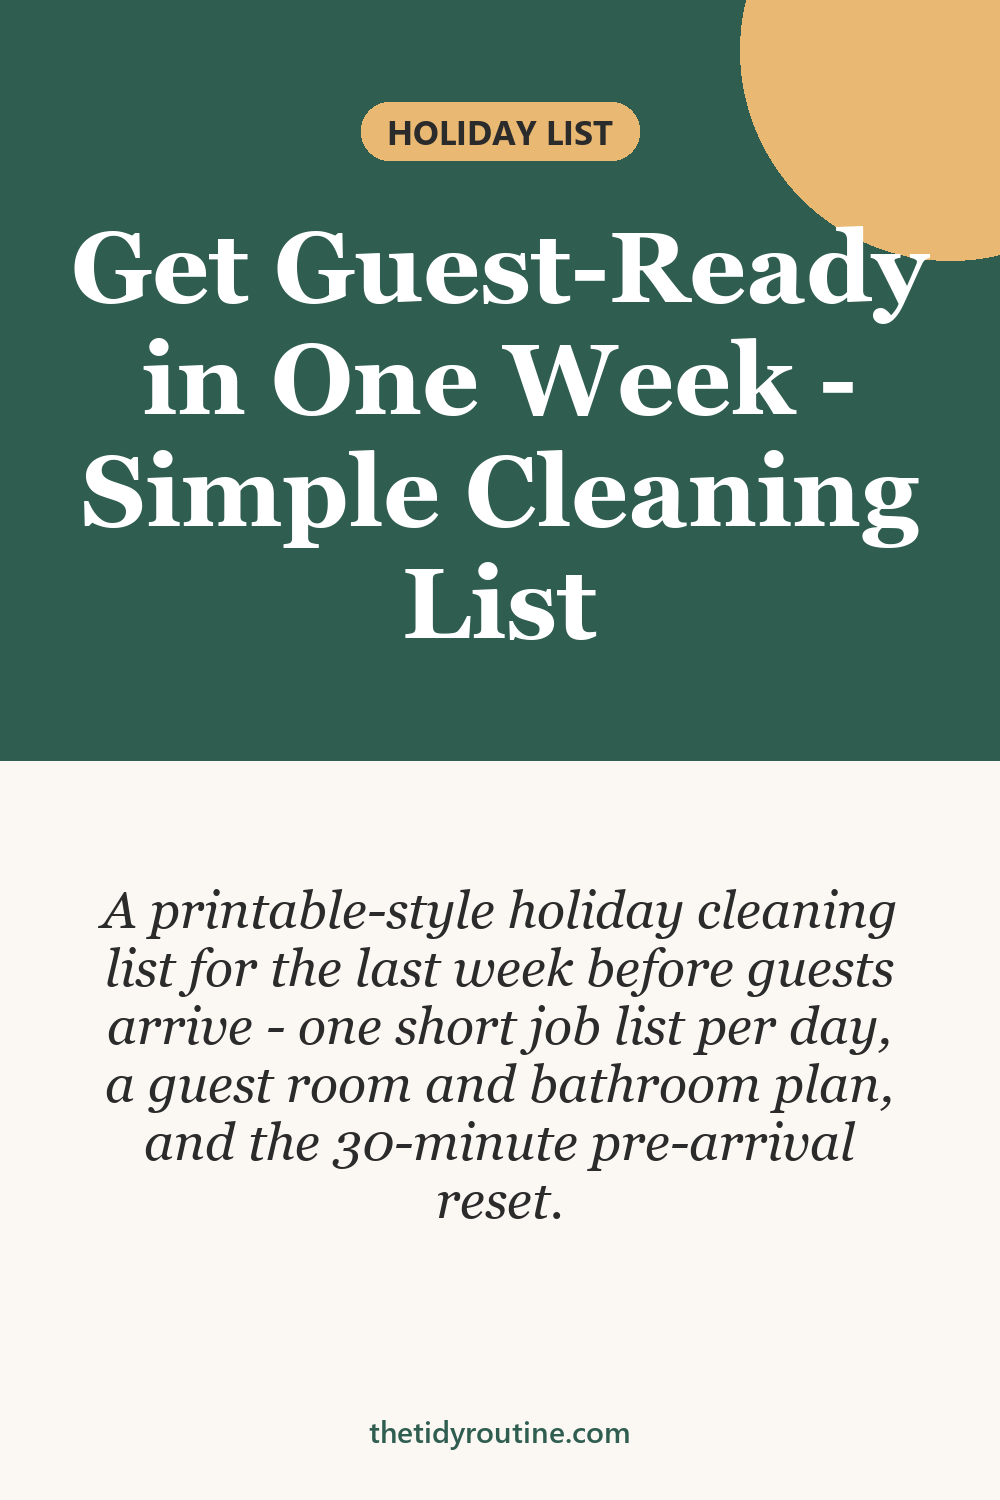 HOLIDAY LIST
Get Guest-Ready
in One Week -
Simple Cleaning
List
A printable-style holiday cleaning
list for the last week before guests
arrive - one short job list per day,
a guest room and bathroom plan,
and the 30-minute pre-arrival
reset.
thetidyroutine.com